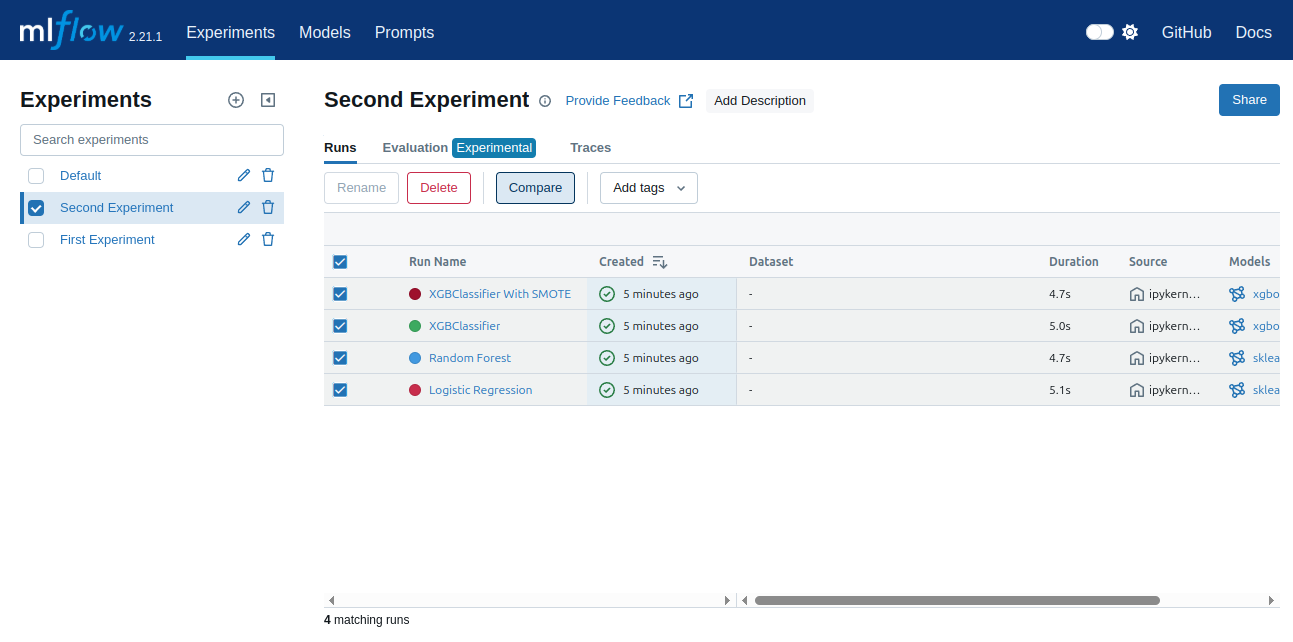 mlflow 2.21.1 Experiments Models Prompts GitHub Docs
Experiments
Search experiments
Default
Second Experiment
First Experiment
Second Experiment Provide Feedback Add Description Share
Runs Evaluation Experimental Traces
Rename Delete Compare Add tags
Run Name Created Dataset Duration Source Models
XGBClassifier With SMOTE 5 minutes ago - 4.7s ipykern... xgbo
XGBClassifier 5 minutes ago - 5.0s ipykern... xgbo
Random Forest 5 minutes ago - 4.7s ipykern... sklea
Logistic Regression 5 minutes ago - 5.1s ipykern... sklea
4 matching runs